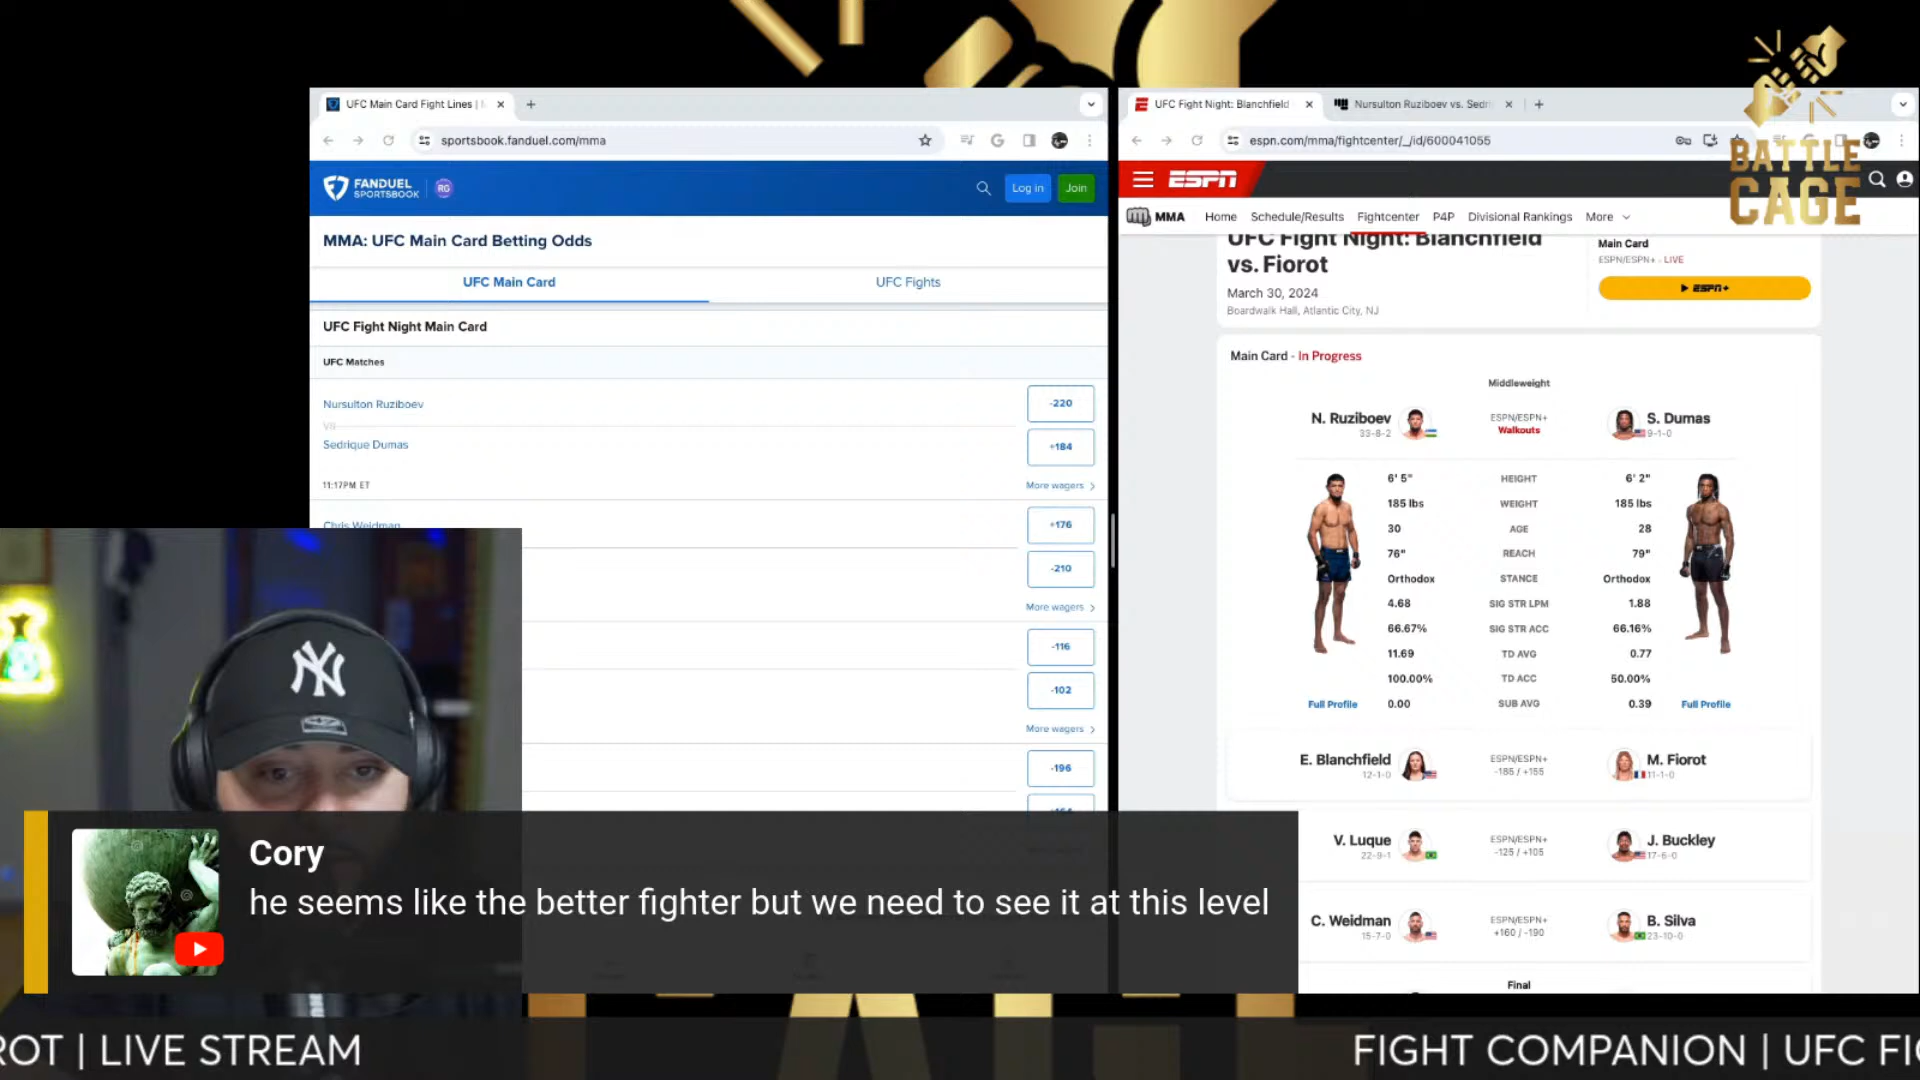 UFC Main Card Fight Lines |
sportsbook.fanduel.com/mma
FANDUEL
SPORTSBOOK
RG
Log in
Join
MMA: UFC Main Card Betting Odds
UFC Main Card
UFC Fights
UFC Fight Night Main Card
UFC Matches
Nursulton Ruziboev
-220
VS
Sedrique Dumas
+184
11:17PM ET
More wagers
Chris Weidman
+176
-210
More wagers
-116
-102
More wagers
-196
UFC Fight Night: Blanchfield
Nursulton Ruziboev vs. Sedri
espn.com/mma/fightcenter/_/id/600041055
BATTLE
CAGE
ESPN
MMA
Home
Schedule/Results
Fightcenter
P4P
Divisional Rankings
More
UFC Fight Night: Blanchfield
vs. Fiorot
March 30, 2024
Boardwalk Hall, Atlantic City, NJ
Main Card
ESPN/ESPN+ - LIVE
ESPN+
Main Card - In Progress
Middleweight
N. Ruziboev
33-8-2
ESPN/ESPN+
Walkouts
S. Dumas
9-1-0
6' 5" HEIGHT 6' 2"
185 lbs WEIGHT 185 lbs
30 AGE 28
76" REACH 79"
Orthodox STANCE Orthodox
4.68 SIG STR LPM 1.88
66.67% SIG STR ACC 66.16%
11.69 TD AVG 0.77
100.00% TD ACC 50.00%
Full Profile 0.00 SUB AVG 0.39 Full Profile
E. Blanchfield
12-1-0
ESPN/ESPN+
-185 / +155
M. Fiorot
11-1-0
V. Luque
22-9-1
ESPN/ESPN+
-125 / +105
J. Buckley
17-6-0
C. Weidman
15-7-0
ESPN/ESPN+
+160 / -190
B. Silva
23-10-0
Final
NY
Cory
he seems like the better fighter but we need to see it at this level
ROT | LIVE STREAM
FIGHT COMPANION | UFC FI